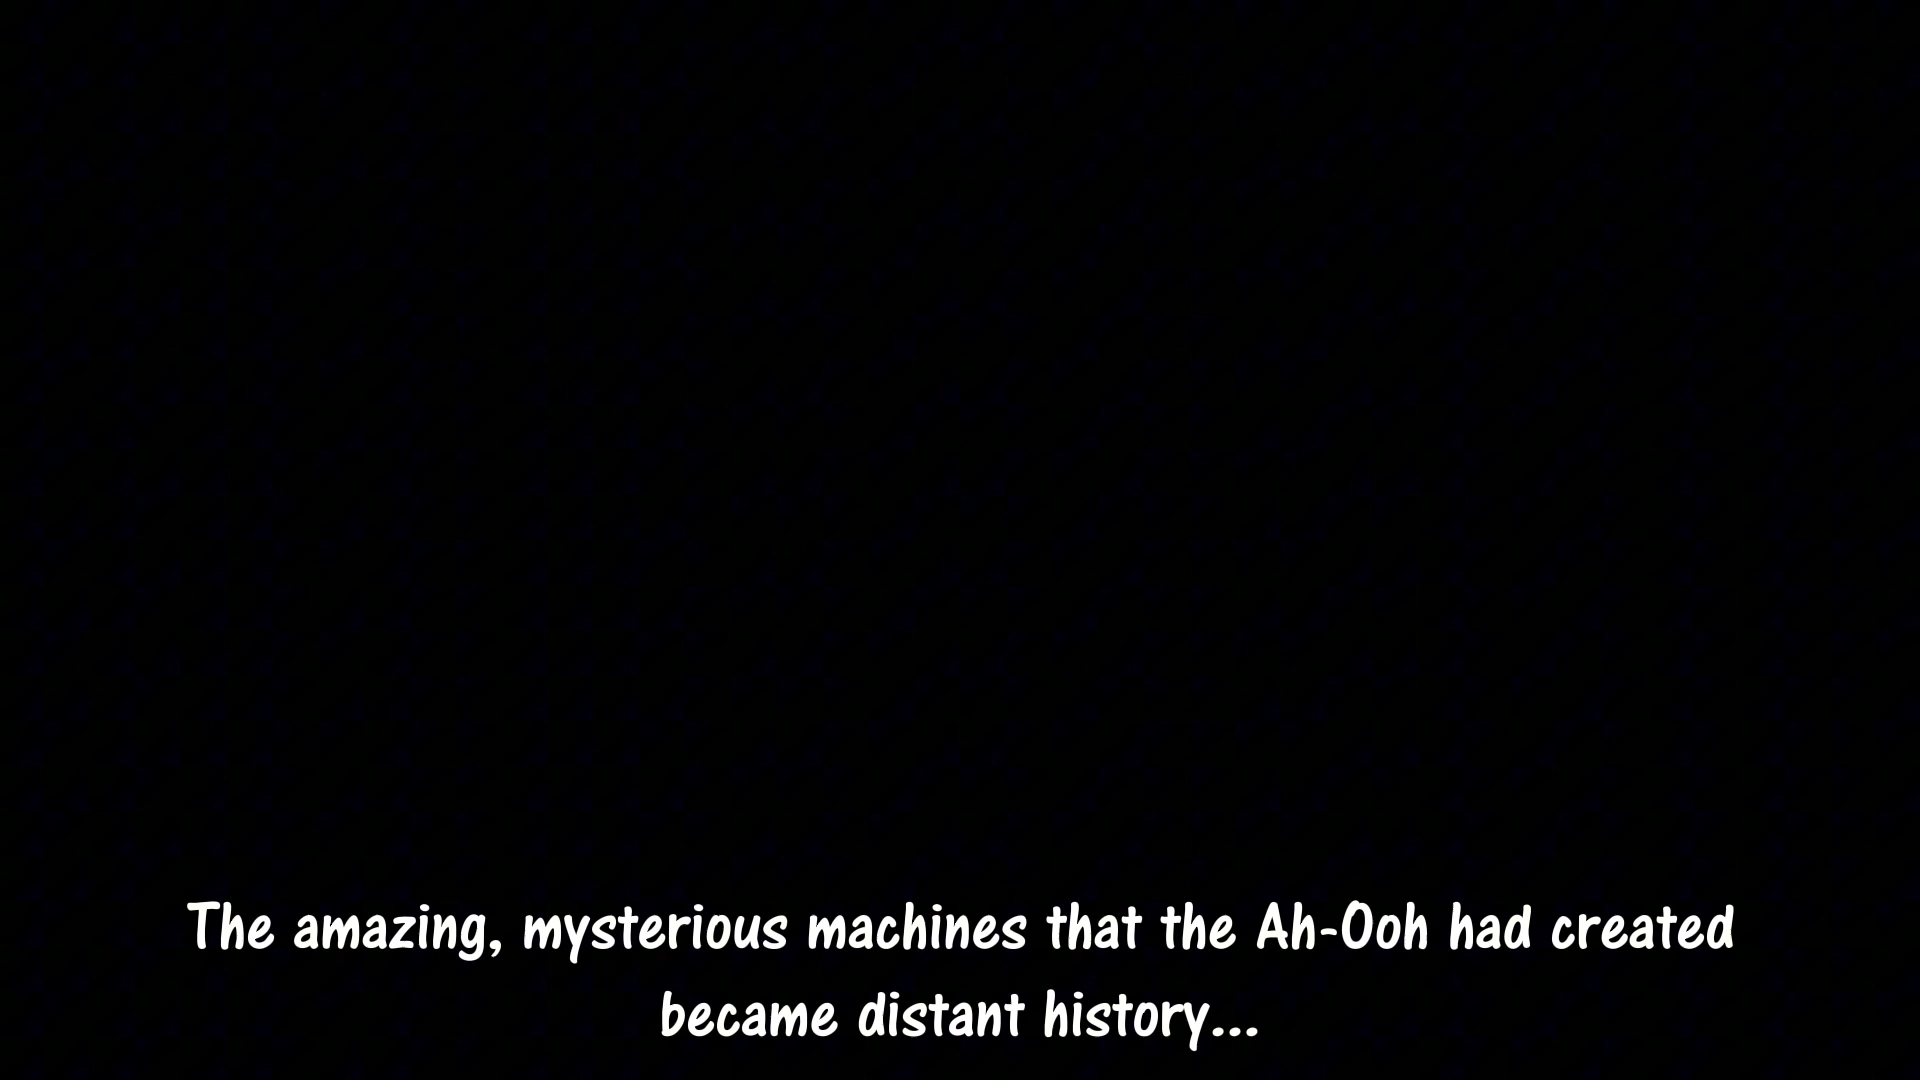 The amazing, mysterious machines that the Ah-Ooh had created
became distant history...